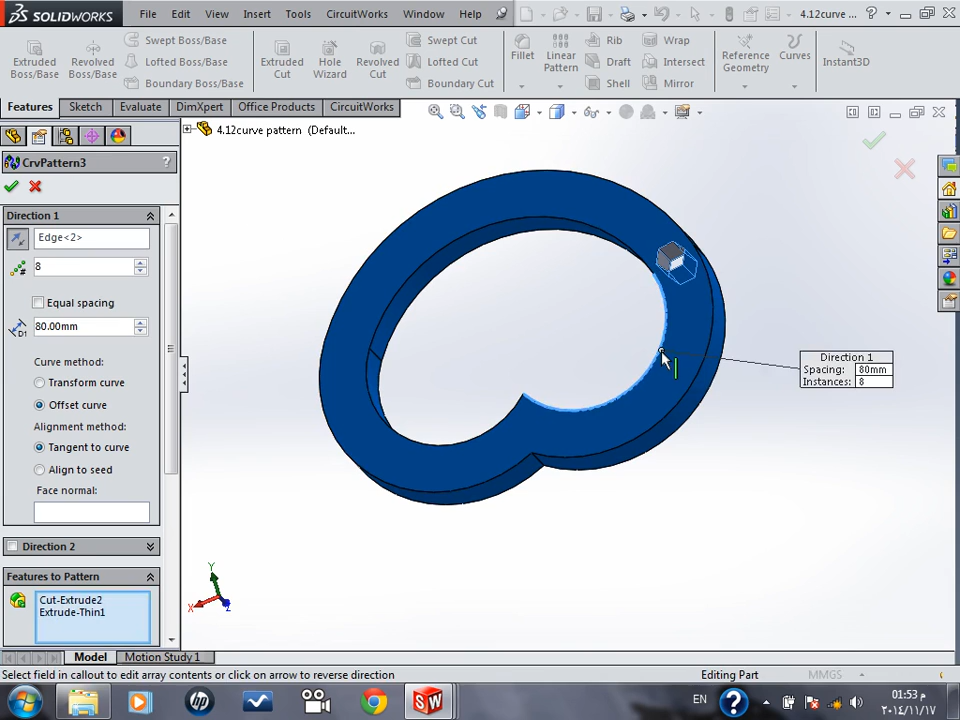 SOLIDWORKS
File Edit View Insert Tools CircuitWorks Window Help
4.12curve ...
Extruded Boss/Base
Revolved Boss/Base
Swept Boss/Base
Lofted Boss/Base
Boundary Boss/Base
Extruded Cut
Hole Wizard
Revolved Cut
Swept Cut
Lofted Cut
Boundary Cut
Fillet
Linear Pattern
Rib
Draft
Shell
Wrap
Intersect
Mirror
Reference Geometry
Curves
Instant3D
Features Sketch Evaluate DimXpert Office Products CircuitWorks
4.12curve pattern (Default...
CrvPattern3 ?
Direction 1
Edge<2>
8
Equal spacing
80.00mm
Curve method:
Transform curve
Offset curve
Alignment method:
Tangent to curve
Align to seed
Face normal:
Direction 2
Features to Pattern
Cut-Extrude2
Extrude-Thin1
Direction 1
Spacing: 80mm
Instances: 8
Y
X
Z
Model Motion Study 1
Select field in callout to edit array contents or click on arrow to reverse direction
Editing Part
MMGS
EN
01:53 م
٢٠١٤/١١/١٧